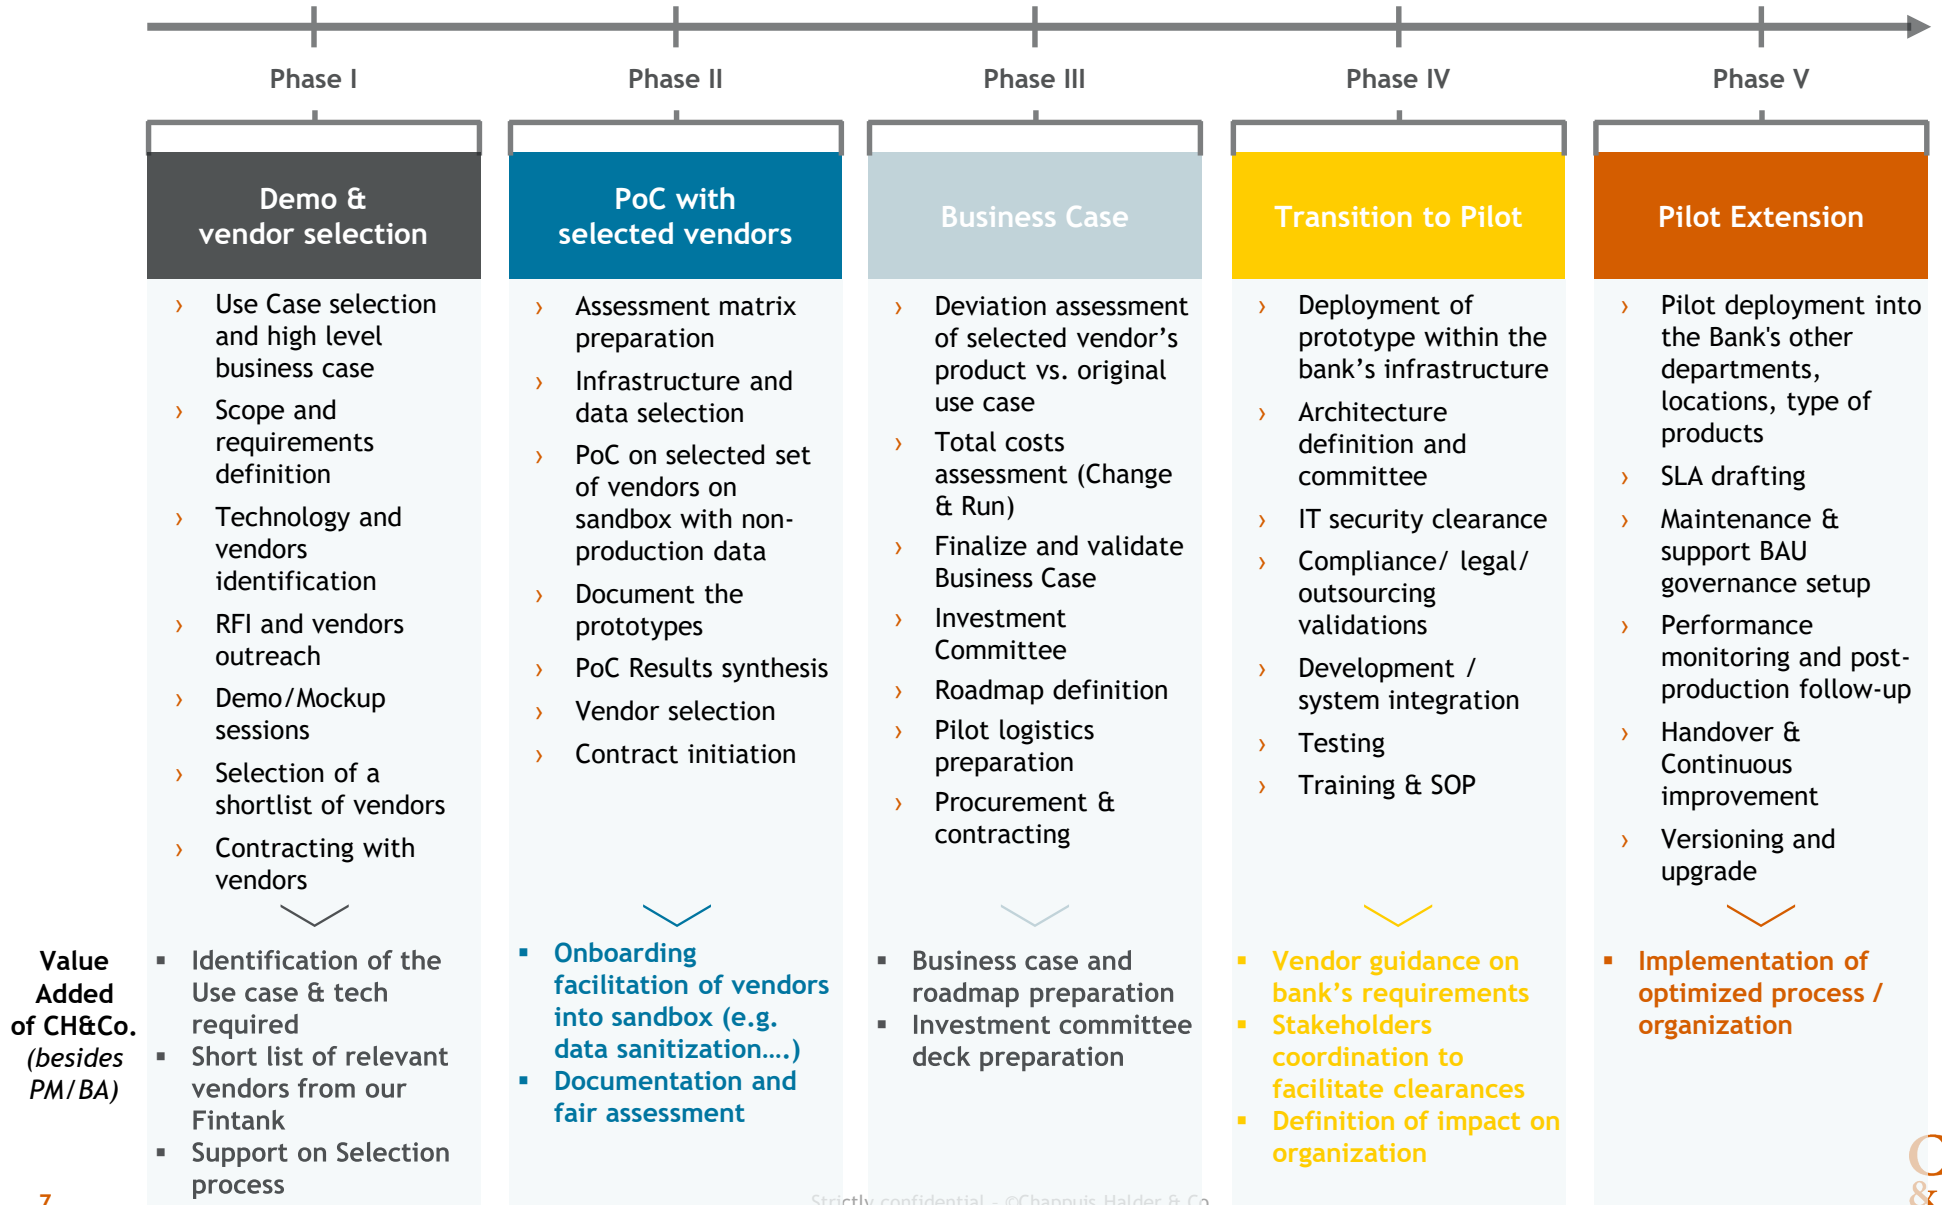 Phase I
Phase II
Phase III
Phase IV
Phase V
Demo &
vendor selection
PoC with
selected vendors
Business Case
Transition to Pilot
Pilot Extension
› Use Case selection
and high level
business case
› Scope and
requirements
definition
› Technology and
vendors
identification
› RFI and vendors
outreach
› Demo/Mockup
sessions
› Selection of a
shortlist of vendors
› Contracting with
vendors
› Assessment matrix
preparation
› Infrastructure and
data selection
› PoC on selected set
of vendors on
sandbox with non-
production data
› Document the
prototypes
› PoC Results synthesis
› Vendor selection
› Contract initiation
› Deviation assessment
of selected vendor’s
product vs. original
use case
› Total costs
assessment (Change
& Run)
› Finalize and validate
Business Case
› Investment
Committee
› Roadmap definition
› Pilot logistics
preparation
› Procurement &
contracting
› Deployment of
prototype within the
bank’s infrastructure
› Architecture
definition and
committee
› IT security clearance
› Compliance/ legal/
outsourcing
validations
› Development /
system integration
› Testing
› Training & SOP
› Pilot deployment into
the Bank's other
departments,
locations, type of
products
› SLA drafting
› Maintenance &
support BAU
governance setup
› Performance
monitoring and post-
production follow-up
› Handover &
Continuous
improvement
› Versioning and
upgrade
Value
Added
of CH&Co.
(besides
PM/BA)
▪ Identification of the
Use case & tech
required
▪ Short list of relevant
vendors from our
Fintank
▪ Support on Selection
process
▪ Onboarding
facilitation of vendors
into sandbox (e.g.
data sanitization….)
▪ Documentation and
fair assessment
▪ Business case and
roadmap preparation
▪ Investment committee
deck preparation
▪ Vendor guidance on
bank’s requirements
▪ Stakeholders
coordination to
facilitate clearances
▪ Definition of impact on
organization
▪ Implementation of
optimized process /
organization
7
Strictly confidential – ©Chappuis Halder & Co
C
&